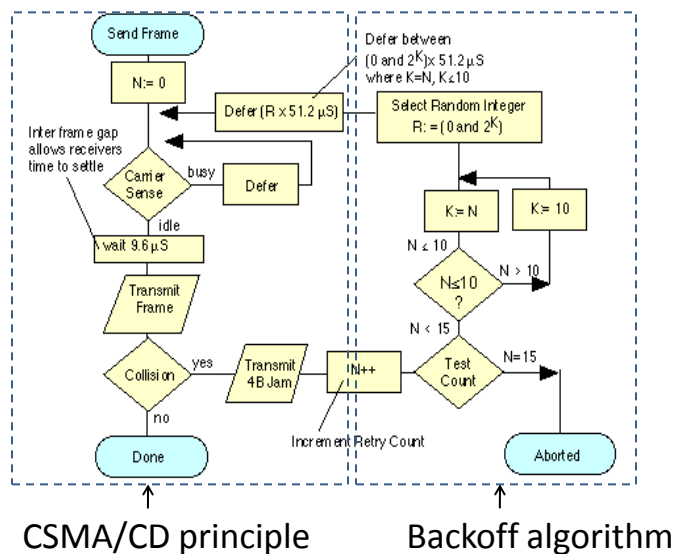 Send Frame
N:= 0
Defer between
(0 and 2^K) x 51.2 µS
where K=N, K≤10
Defer (R x 51.2 µS)
Select Random Integer
R: = (0 and 2^K)
Inter frame gap
allows receivers
time to settle
Carrier
Sense
busy
Defer
idle
wait 9.6 µS
Transmit
Frame
Collision
yes
Transmit
4B Jam
N++
Increment Retry Count
no
Done
K:= N
K:= 10
N ≤ 10
N > 10
N≤10
?
N < 15
Test
Count
N=15
Aborted
CSMA/CD principle
Backoff algorithm